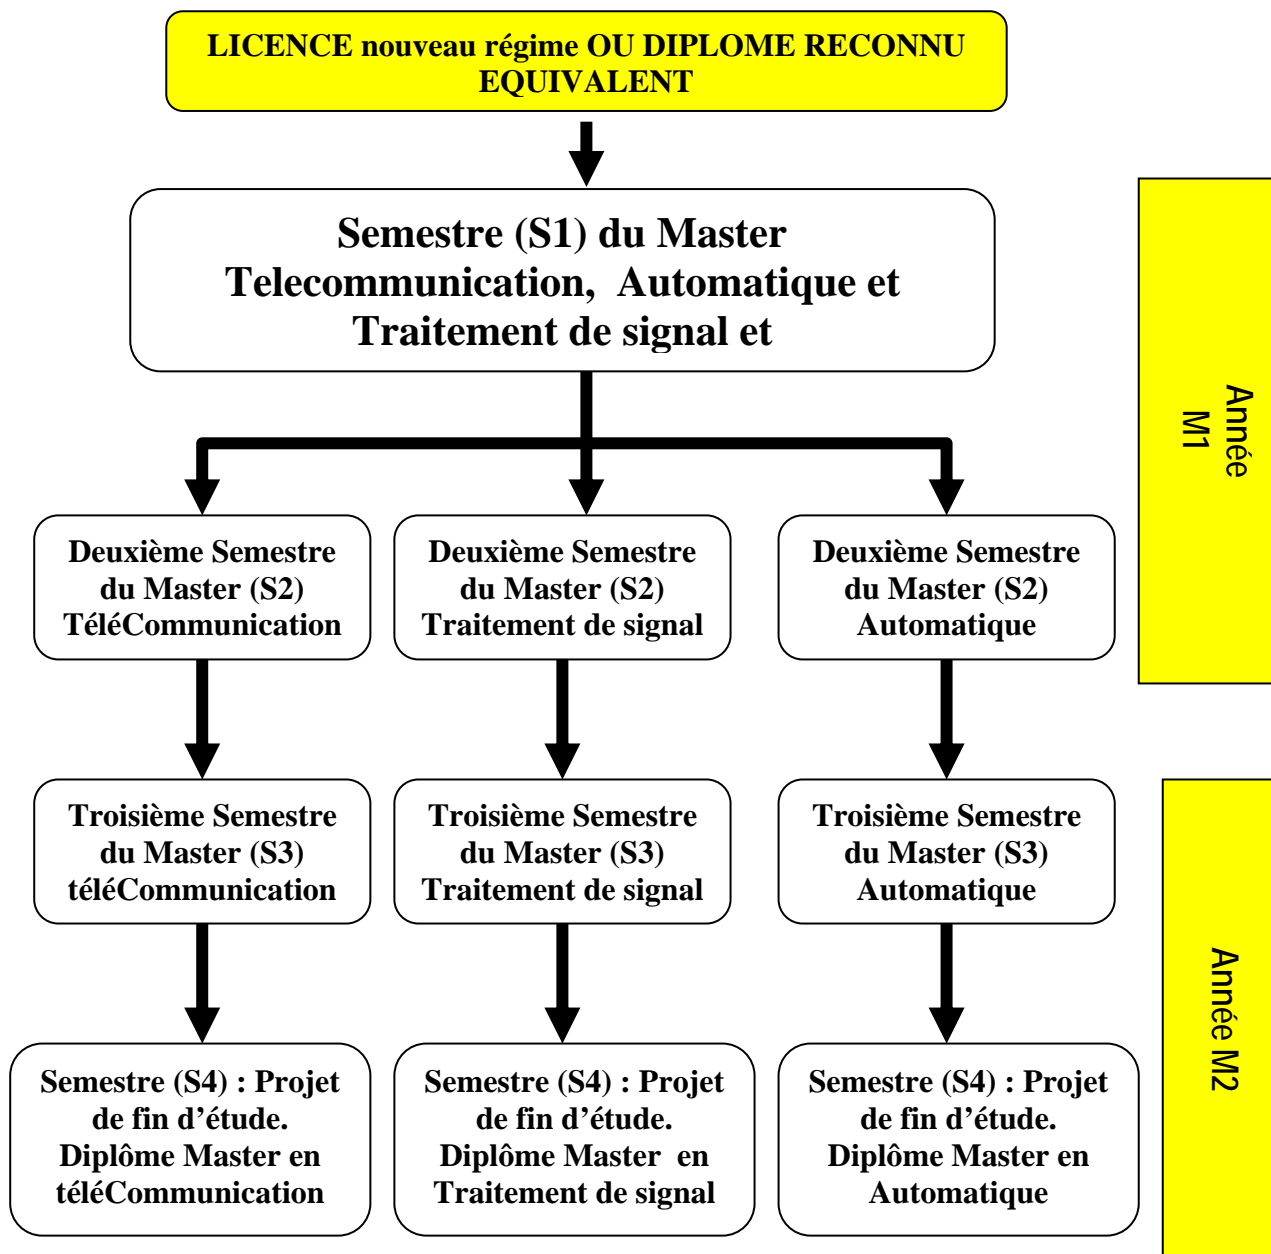 LICENCE nouveau régime OU DIPLOME RECONNU
EQUIVALENT
Semestre (S1) du Master
Telecommunication, Automatique et
Traitement de signal et
Année
M1
Deuxième Semestre
du Master (S2)
TéléCommunication
Deuxième Semestre
du Master (S2)
Traitement de signal
Deuxième Semestre
du Master (S2)
Automatique
Troisième Semestre
du Master (S3)
téléCommunication
Troisième Semestre
du Master (S3)
Traitement de signal
Troisième Semestre
du Master (S3)
Automatique
Année M2
Semestre (S4) : Projet
de fin d’étude.
Diplôme Master en
téléCommunication
Semestre (S4) : Projet
de fin d’étude.
Diplôme Master en
Traitement de signal
Semestre (S4) : Projet
de fin d’étude.
Diplôme Master en
Automatique